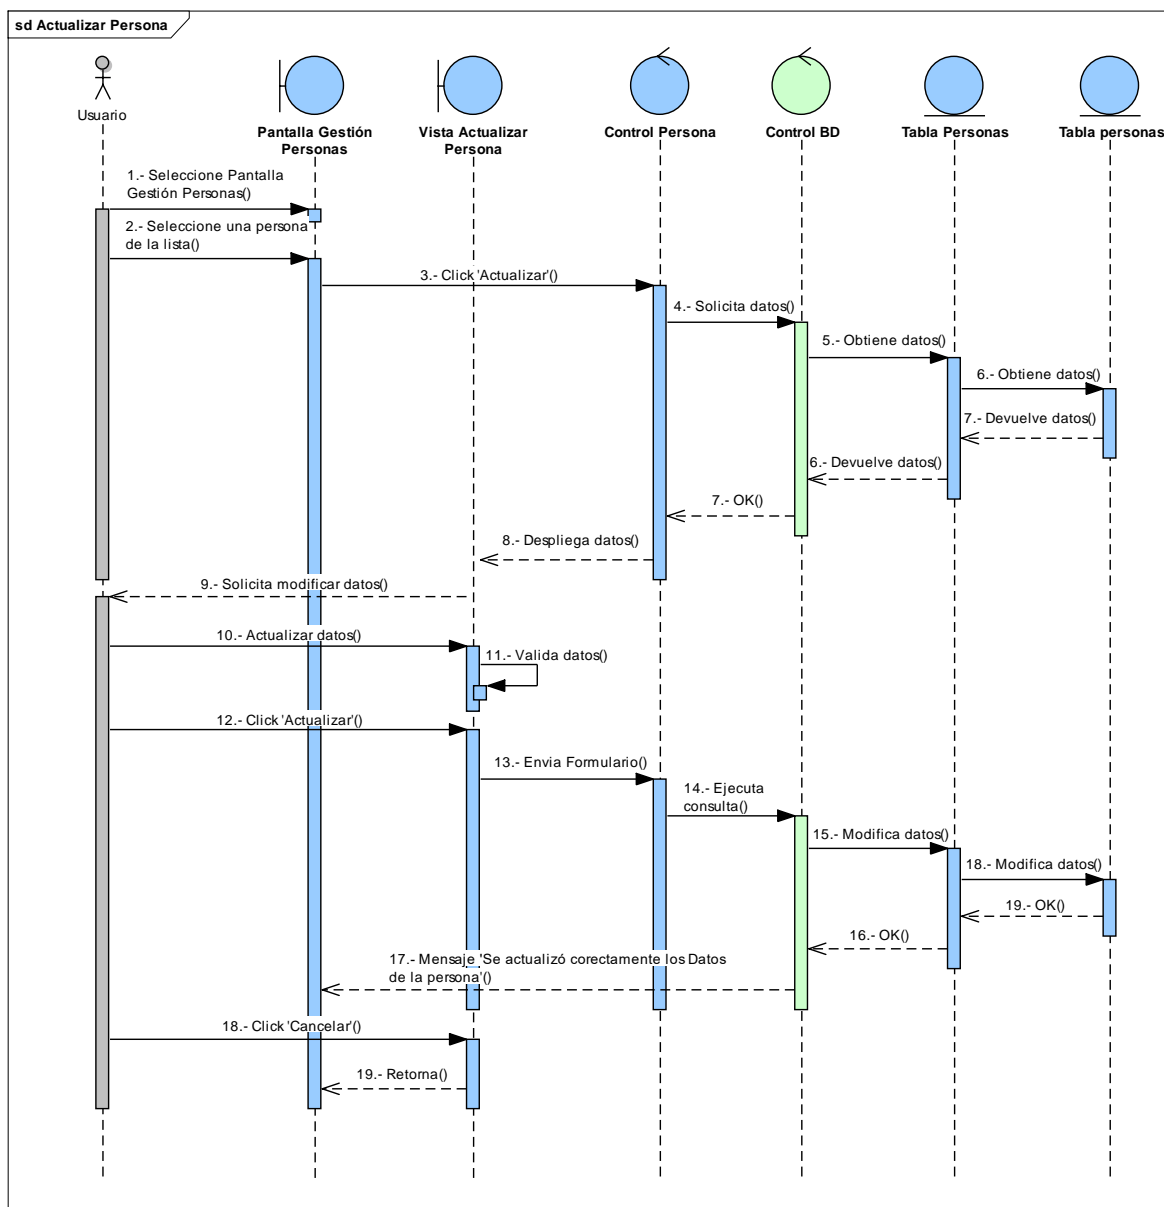 sd Actualizar Persona
Usuario
Pantalla Gestión
Personas
Vista Actualizar
Persona
Control Persona
Control BD
Tabla Personas
Tabla personas
1.- Seleccione Pantalla
Gestión Personas()
2.- Seleccione una persona
de la lista()
3.- Click 'Actualizar'()
4.- Solicita datos()
5.- Obtiene datos()
6.- Obtiene datos()
7.- Devuelve datos()
6.- Devuelve datos()
7.- OK()
8.- Despliega datos()
9.- Solicita modificar datos()
10.- Actualizar datos()
11.- Valida datos()
12.- Click 'Actualizar'()
13.- Envia Formulario()
14.- Ejecuta
consulta()
15.- Modifica datos()
18.- Modifica datos()
19.- OK()
16.- OK()
17.- Mensaje 'Se actualizó corectamente los Datos
de la persona'()
18.- Click 'Cancelar'()
19.- Retorna()